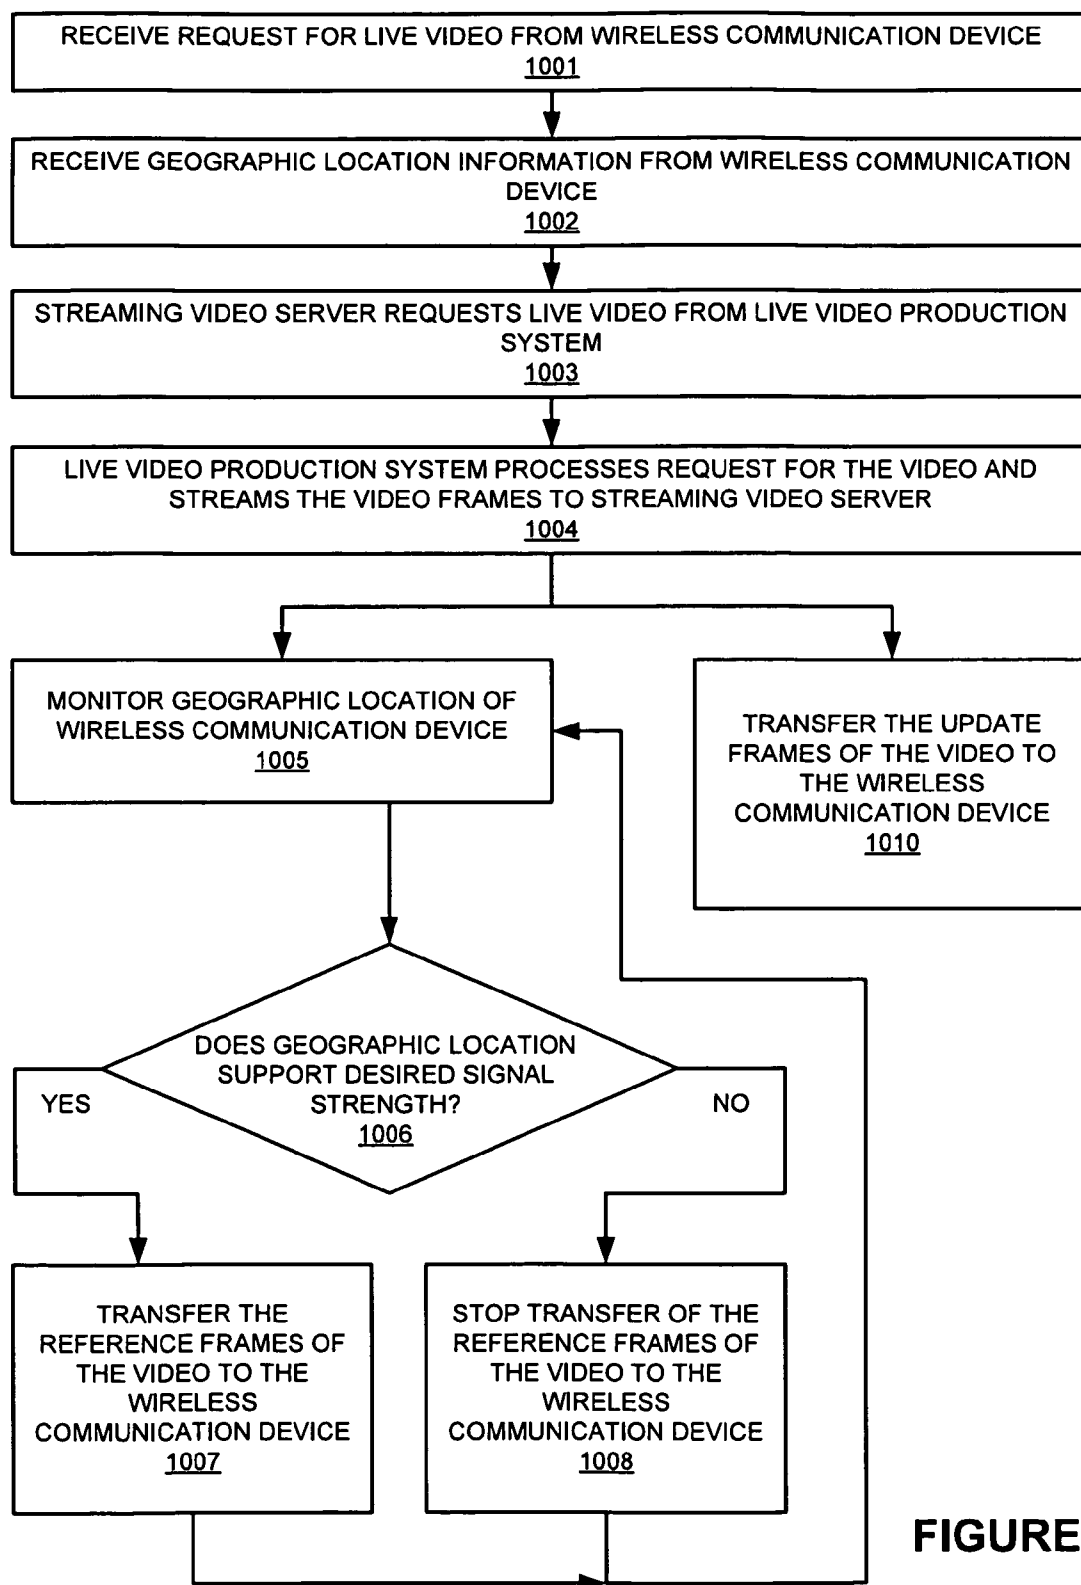 RECEIVE REQUEST FOR LIVE VIDEO FROM WIRELESS COMMUNICATION DEVICE
1001
RECEIVE GEOGRAPHIC LOCATION INFORMATION FROM WIRELESS COMMUNICATION
DEVICE
1002
STREAMING VIDEO SERVER REQUESTS LIVE VIDEO FROM LIVE VIDEO PRODUCTION
SYSTEM
1003
LIVE VIDEO PRODUCTION SYSTEM PROCESSES REQUEST FOR THE VIDEO AND
STREAMS THE VIDEO FRAMES TO STREAMING VIDEO SERVER
1004
MONITOR GEOGRAPHIC LOCATION OF
WIRELESS COMMUNICATION DEVICE
1005
TRANSFER THE UPDATE
FRAMES OF THE VIDEO TO
THE WIRELESS
COMMUNICATION DEVICE
1010
DOES GEOGRAPHIC LOCATION
SUPPORT DESIRED SIGNAL
STRENGTH?
1006
YES
NO
TRANSFER THE
REFERENCE FRAMES OF
THE VIDEO TO THE
WIRELESS
COMMUNICATION DEVICE
1007
STOP TRANSFER OF THE
REFERENCE FRAMES OF
THE VIDEO TO THE
WIRELESS
COMMUNICATION DEVICE
1008
FIGURE